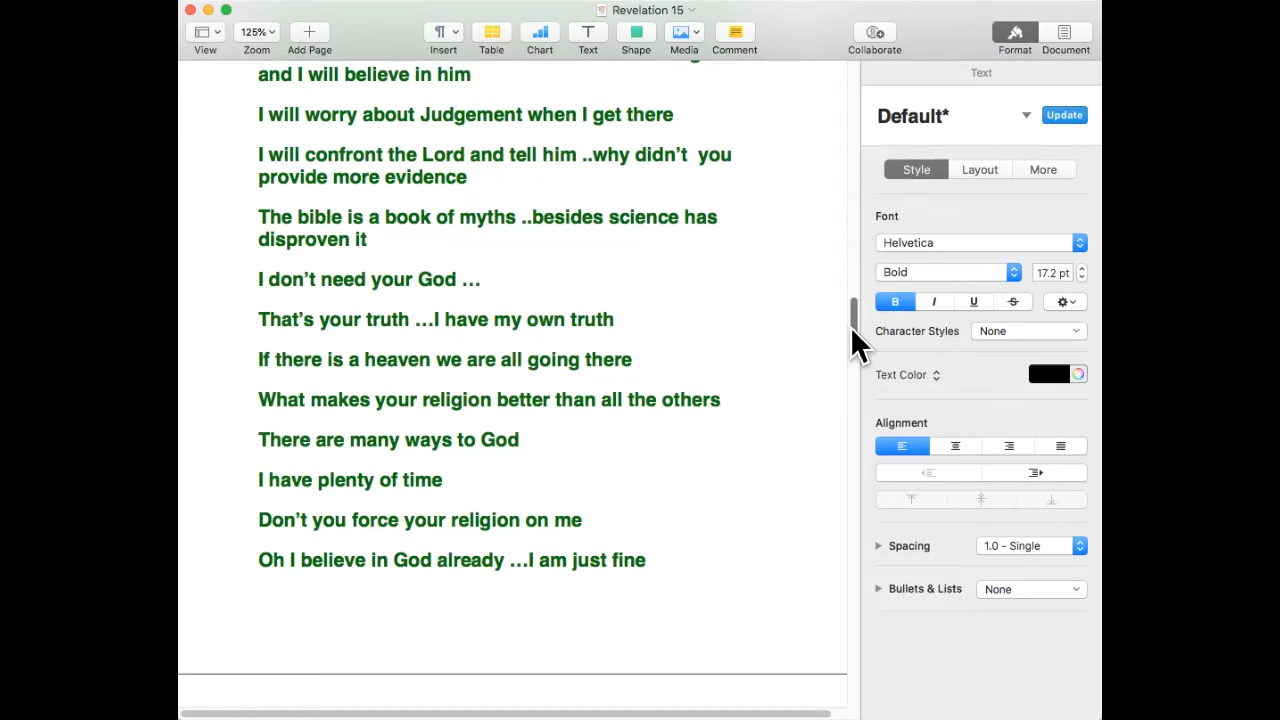 Revelation 15
View
125%
Zoom
Add Page
Insert
Table
Chart
Text
Shape
Media
Comment
Collaborate
Format
Document
and I will believe in him
I will worry about Judgement when I get there
I will confront the Lord and tell him ..why didn’t  you
provide more evidence
The bible is a book of myths ..besides science has
disproven it
I don’t need your God …
That’s your truth …I have my own truth
If there is a heaven we are all going there
What makes your religion better than all the others
There are many ways to God
I have plenty of time
Don’t you force your religion on me
Oh I believe in God already …I am just fine
Text
Default*
Update
Style
Layout
More
Font
Helvetica
Bold
17.2 pt
B I U S
Character Styles
None
Text Color
Alignment
Spacing
1.0 - Single
Bullets & Lists
None